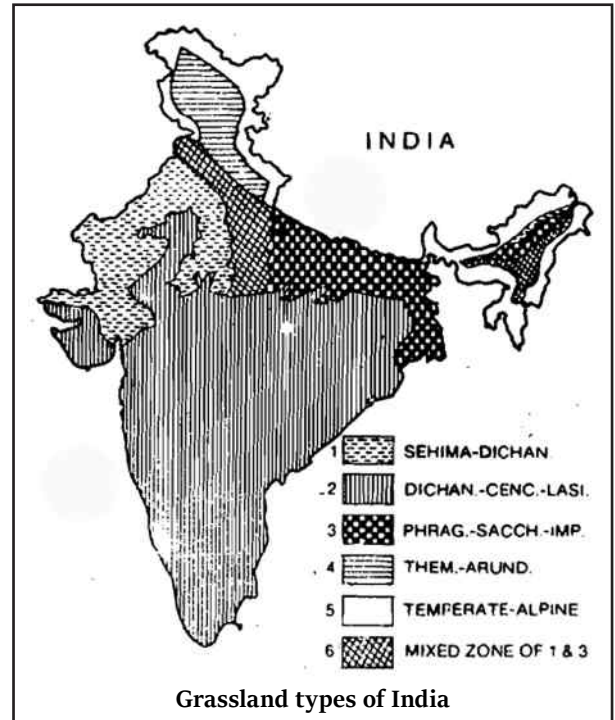 INDIA
1 SEHIMA-DICHAN
2 DICHAN.-CENC.-LASI.
3 PHRAG.-SACCH.-IMP.
4 THEM.-ARUND.
5 TEMPERATE-ALPINE
6 MIXED ZONE OF 1 & 3
Grassland types of India